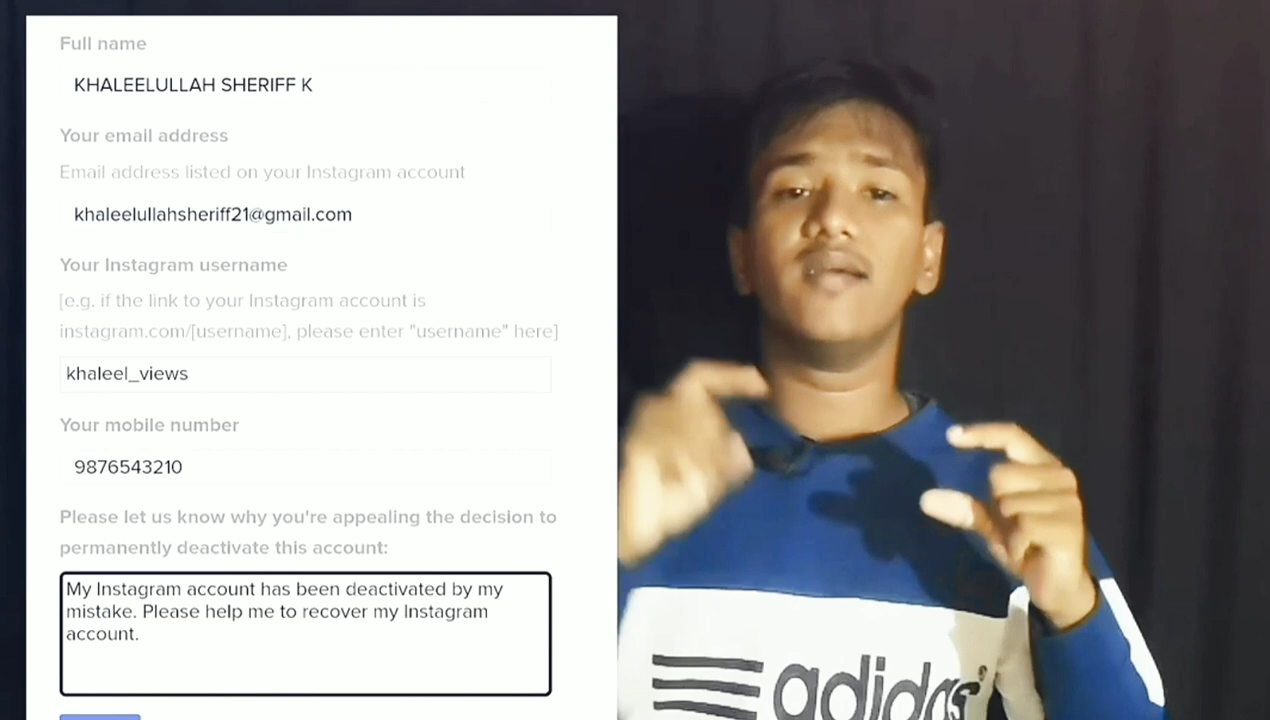 Full name
KHALEELULLAH SHERIFF K
Your email address
Email address listed on your Instagram account
khaleelullahsheriff21@gmail.com
Your Instagram username
[e.g. if the link to your Instagram account is
instagram.com/[username], please enter "username" here]
khaleel_views
Your mobile number
9876543210
Please let us know why you're appealing the decision to
permanently deactivate this account:
My Instagram account has been deactivated by my
mistake. Please help me to recover my Instagram
account.
adidas